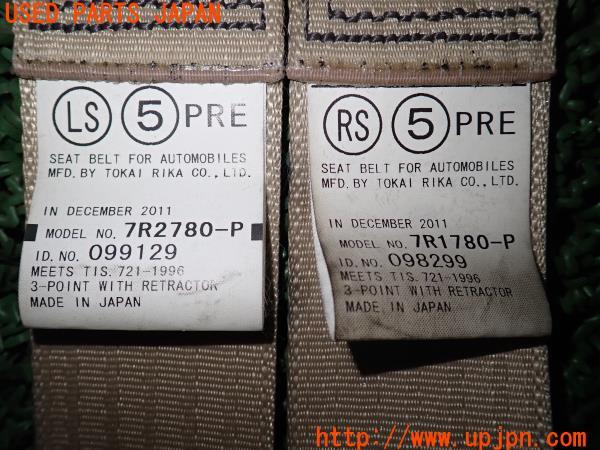 USED PARTS JAPAN
LS 5 PRE
SEAT BELT FOR AUTOMOBILES
MFD. BY TOKAI RIKA CO., LTD.
IN DECEMBER 2011
MODEL NO. 7R2780-P
ID. NO. 099129
MEETS TIS. 721-1996
3-POINT WITH RETRACTOR
MADE IN JAPAN
RS 5 PRE
SEAT BELT FOR AUTOMOBILES
MFD. BY TOKAI RIKA CO., LTD.
IN DECEMBER 2011
MODEL NO. 7R1780-P
ID. NO. 098299
MEETS TIS. 721-1996
3-POINT WITH RETRACTOR
MADE IN JAPAN
http://www.upjpn.com/